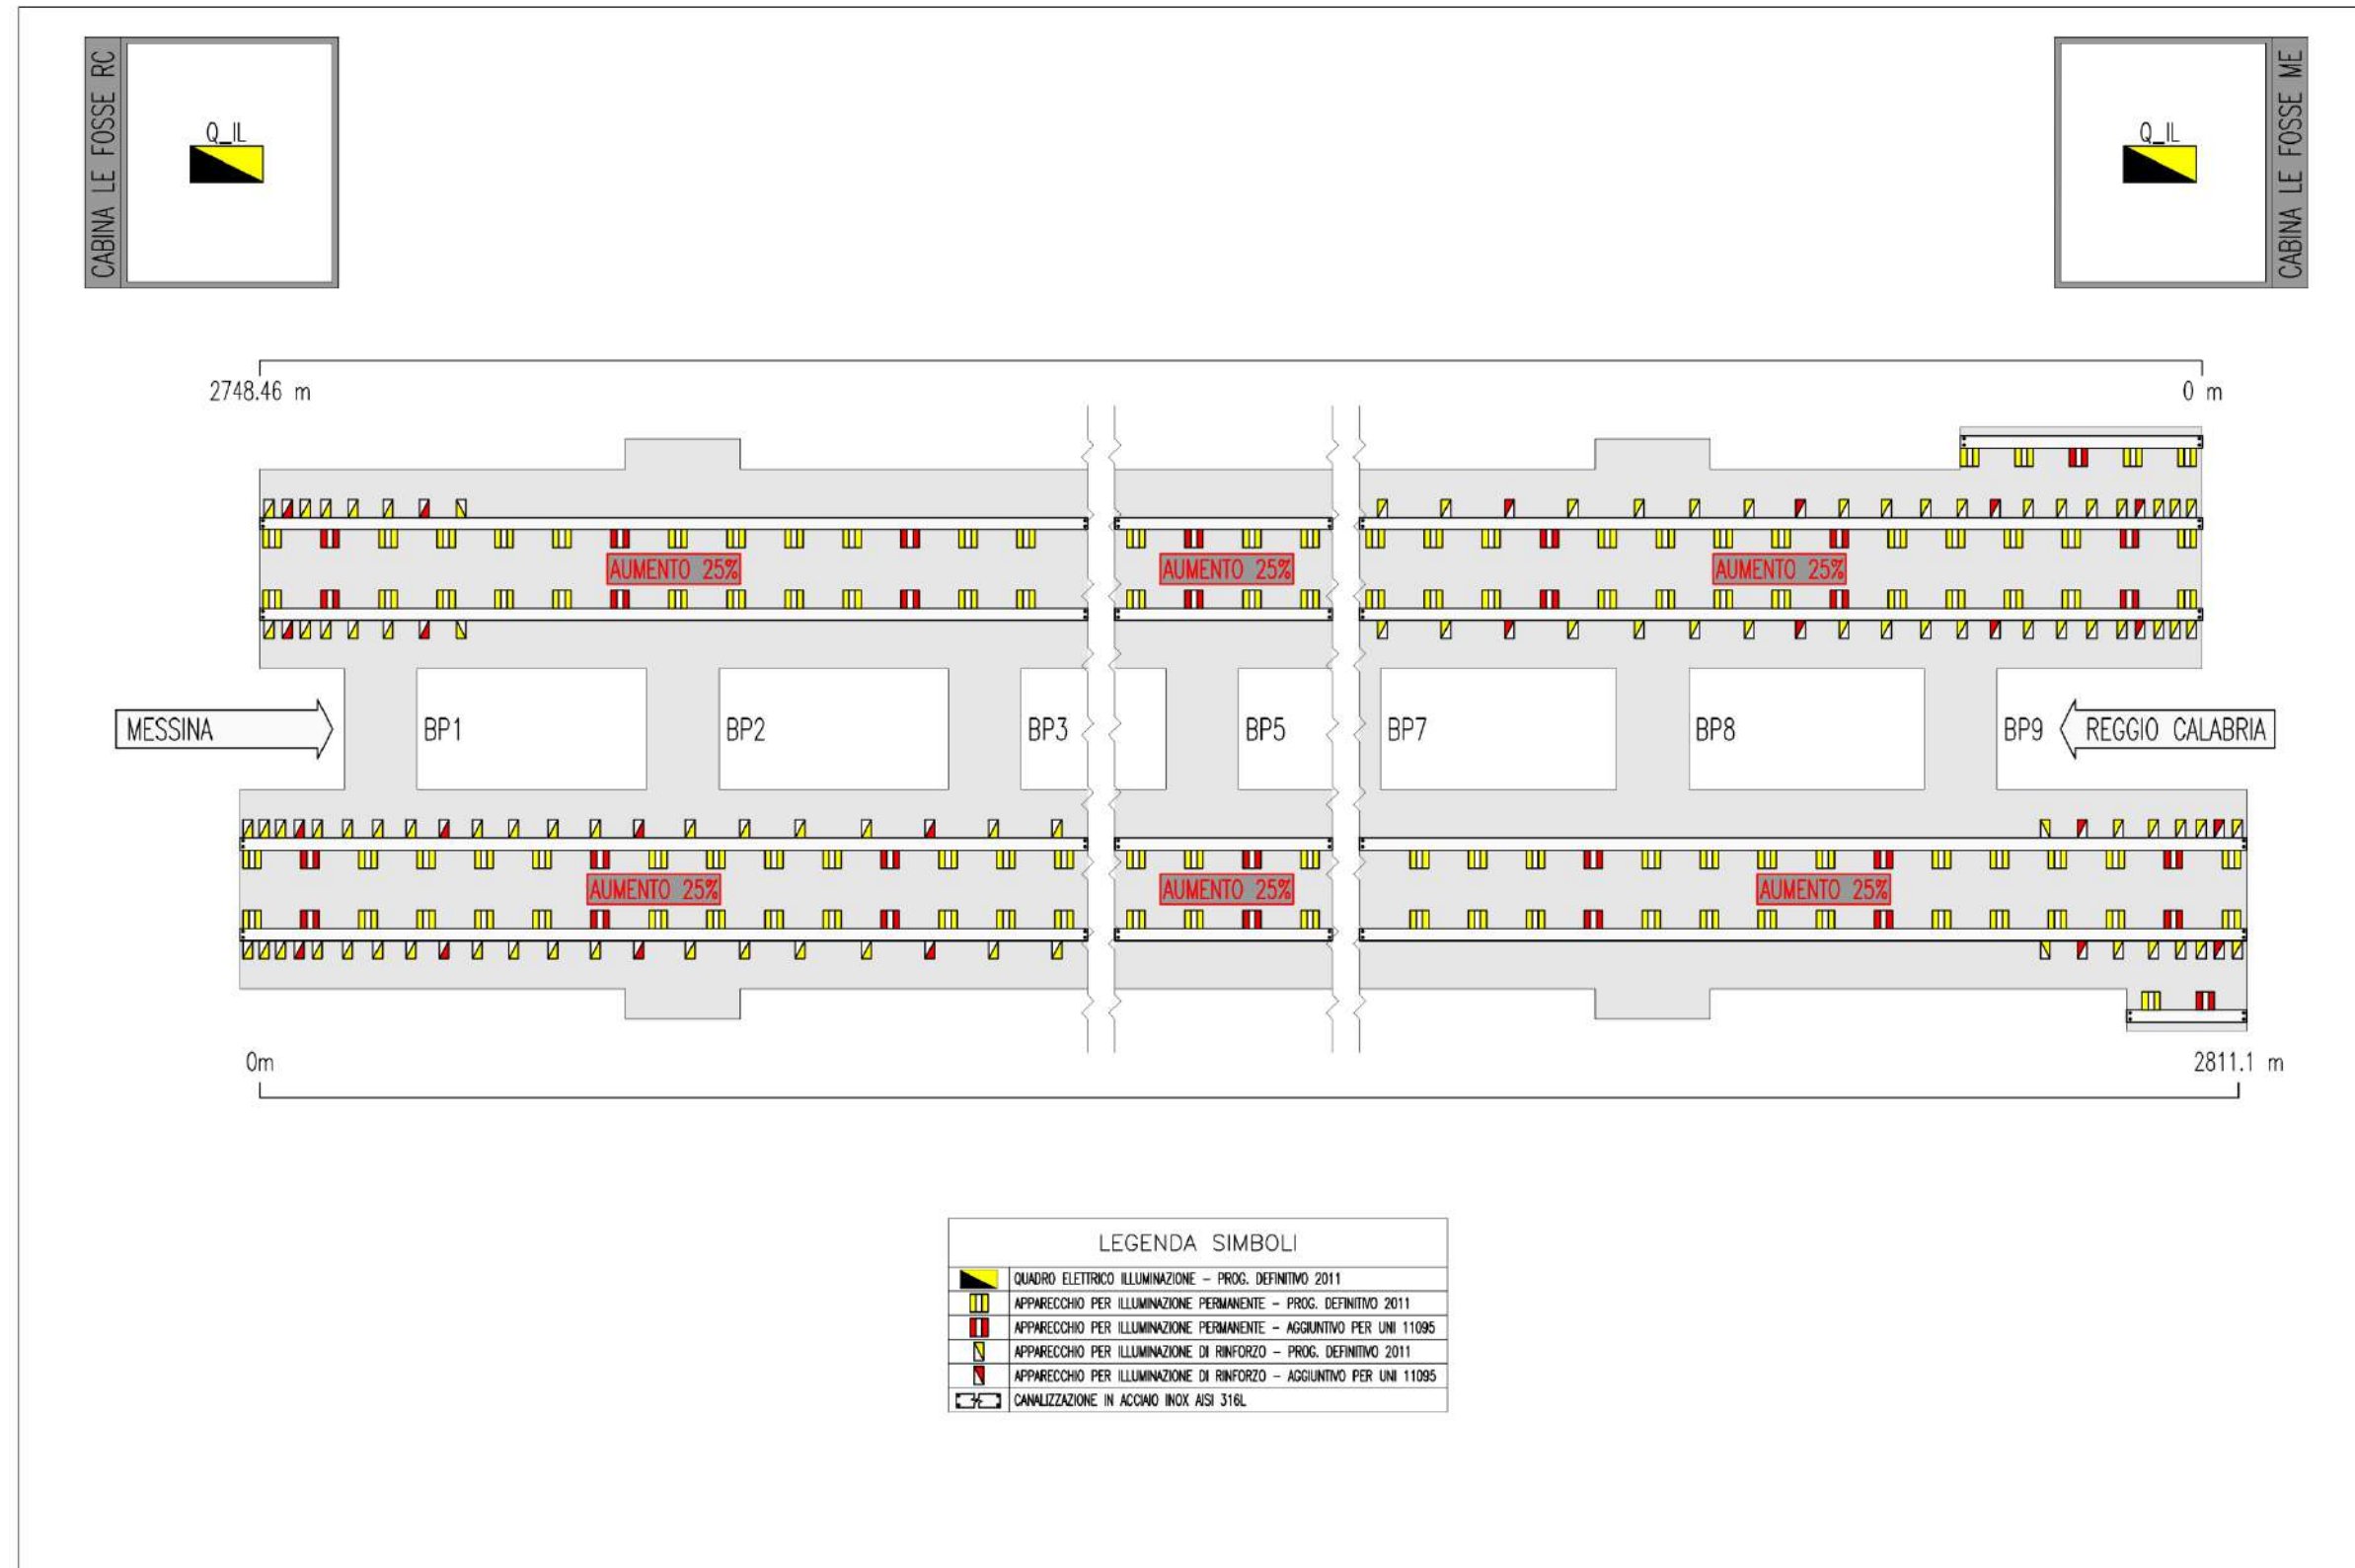 CABINA LE FOSSE RC
Q_IL
Q_IL
CABINA LE FOSSE ME
2748.46 m
0 m
AUMENTO 25%
AUMENTO 25%
AUMENTO 25%
MESSINA
BP1
BP2
BP3
BP5
BP7
BP8
BP9
REGGIO CALABRIA
AUMENTO 25%
AUMENTO 25%
AUMENTO 25%
0m
2811.1 m
LEGENDA SIMBOLI
QUADRO ELETTRICO ILLUMINAZIONE – PROG. DEFINITIVO 2011
APPARECCHIO PER ILLUMINAZIONE PERMANENTE – PROG. DEFINITIVO 2011
APPARECCHIO PER ILLUMINAZIONE PERMANENTE – AGGIUNTIVO PER UNI 11095
APPARECCHIO PER ILLUMINAZIONE DI RINFORZO – PROG. DEFINITIVO 2011
APPARECCHIO PER ILLUMINAZIONE DI RINFORZO – AGGIUNTIVO PER UNI 11095
CANALIZZAZIONE IN ACCIAIO INOX AISI 316L